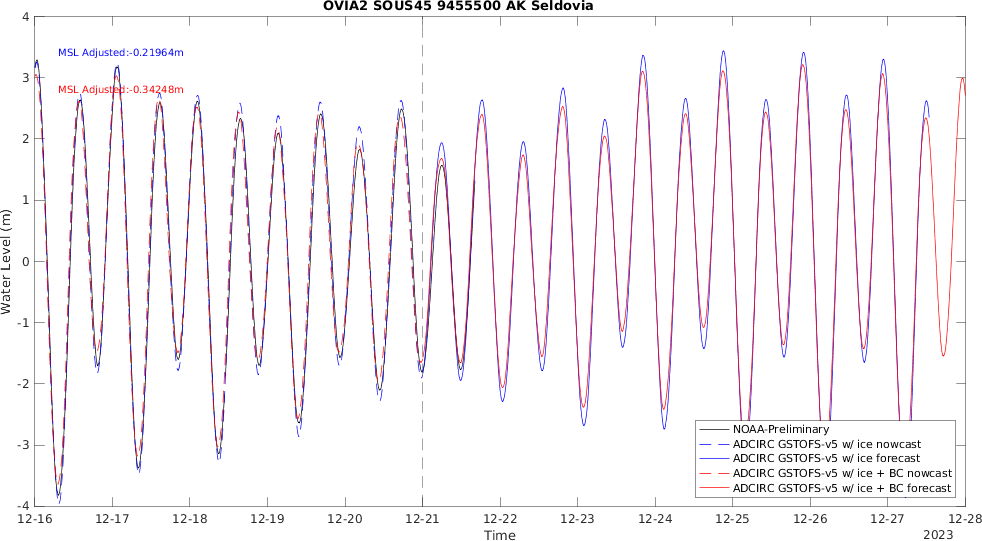 OVIA2 SOUS45 9455500 AK Seldovia
4
3
2
1
0
-1
-2
-3
-4
Water Level (m)
MSL Adjusted:-0.21964m
MSL Adjusted:-0.34248m
NOAA-Preliminary
ADCIRC GSTOFS-v5 w/ ice nowcast
ADCIRC GSTOFS-v5 w/ ice forecast
ADCIRC GSTOFS-v5 w/ ice + BC nowcast
ADCIRC GSTOFS-v5 w/ ice + BC forecast
12-16 12-17 12-18 12-19 12-20 12-21 12-22 12-23 12-24 12-25 12-26 12-27 12-28
Time
2023